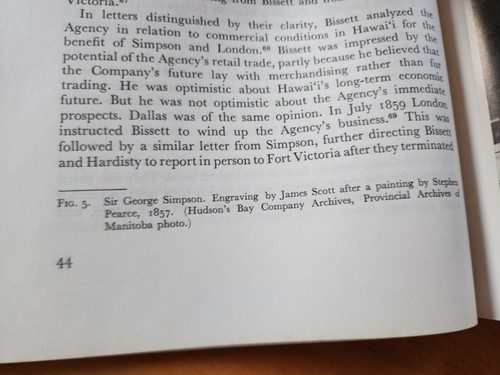 Victoria.⁶⁷ from Bissett and
In letters distinguished by their clarity, Bissett analyzed the
Agency in relation to commercial conditions in Hawai'i for the
benefit of Simpson and London.⁶⁸ Bissett was impressed by the
potential of the Agency's retail trade, partly because he believed that
the Company's future lay with merchandising rather than fur
trading. He was optimistic about Hawai'i's long-term economic
future. But he was not optimistic about the Agency's immediate
prospects. Dallas was of the same opinion. In July 1859 London
instructed Bissett to wind up the Agency's business.⁶⁹ This was
followed by a similar letter from Simpson, further directing Bissett
and Hardisty to report in person to Fort Victoria after they terminated
FIG. 5. Sir George Simpson. Engraving by James Scott after a painting by Stephen
Pearce, 1857. (Hudson's Bay Company Archives, Provincial Archives of
Manitoba photo.)
44